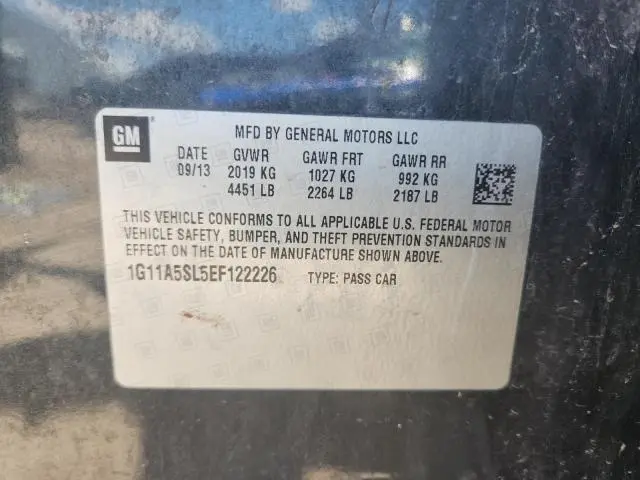 GM
MFD BY GENERAL MOTORS LLC
DATE GVWR GAWR FRT GAWR RR
09/13 2019 KG 1027 KG 992 KG
4451 LB 2264 LB 2187 LB
THIS VEHICLE CONFORMS TO ALL APPLICABLE U.S. FEDERAL MOTOR
VEHICLE SAFETY, BUMPER, AND THEFT PREVENTION STANDARDS IN
EFFECT ON THE DATE OF MANUFACTURE SHOWN ABOVE.
1G11A5SL5EF122226 TYPE: PASS CAR